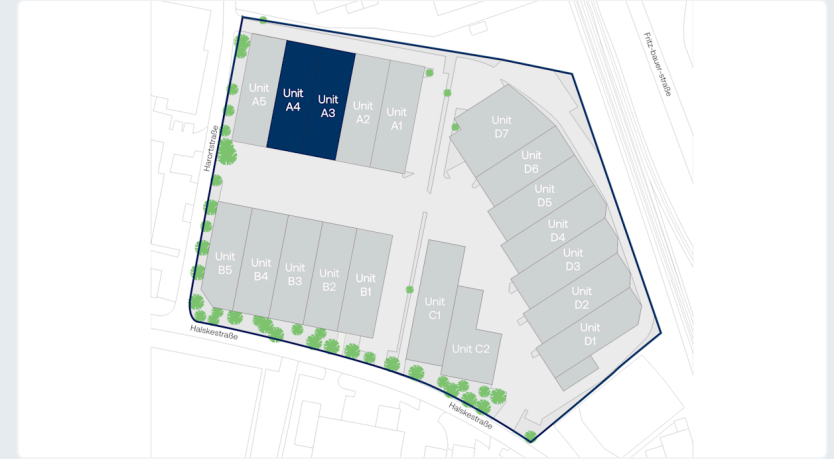 Fritz-bauer-straße
Unit
A5
Unit
A4
Unit
A3
Unit
A2
Unit
A1
Unit
D7
Unit
D6
Unit
D5
Unit
D4
Unit
D3
Unit
D2
Unit
D1
Harortstraße
Unit
B5
Unit
B4
Unit
B3
Unit
B2
Unit
B1
Unit
C1
Unit C2
Halskestraße
Halskestraße